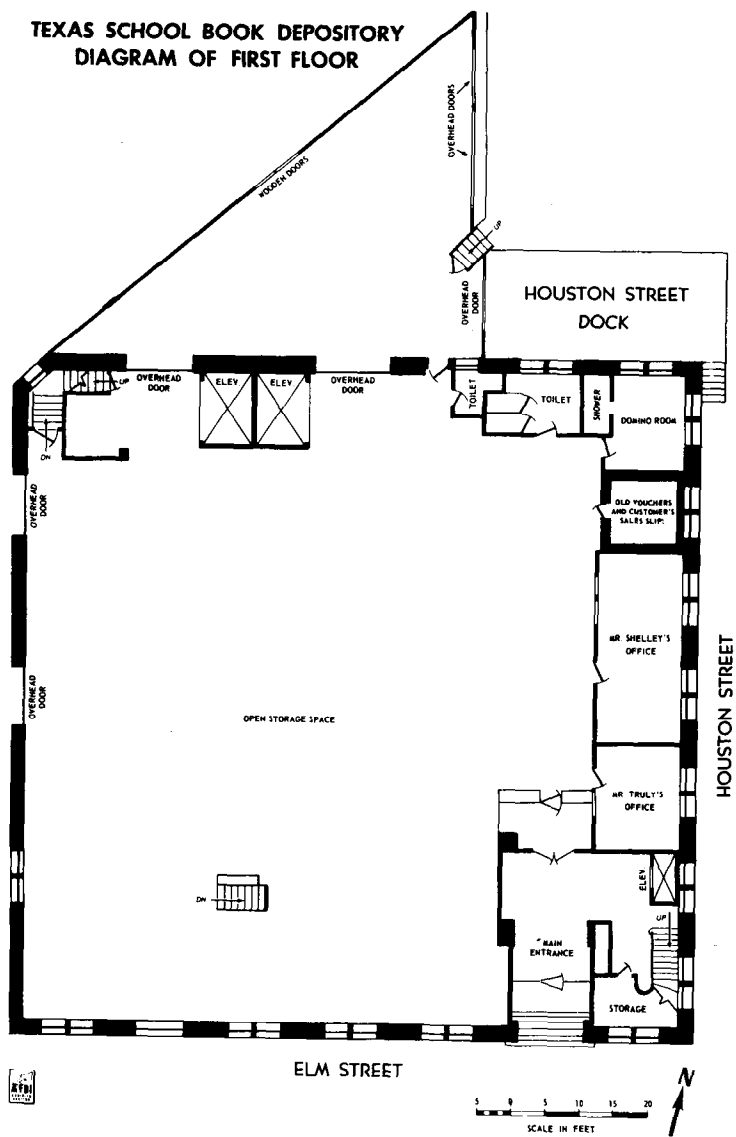 TEXAS SCHOOL BOOK DEPOSITORY
DIAGRAM OF FIRST FLOOR
OVERHEAD DOORS
WOODEN DOORS
UP
OVERHEAD
DOOR
HOUSTON STREET
DOCK
UP
OVERHEAD
DOOR
ELEV.
ELEV.
OVERHEAD
DOOR
TOILET
TOILET
SHOWER
DOMINO ROOM
DN
OVERHEAD
DOOR
OLD VOUCHERS
AND CUSTOMER'S
SALES SLIPS
MR. SHELLEY'S
OFFICE
HOUSTON STREET
OVERHEAD
DOOR
OPEN STORAGE SPACE
MR. TRULY'S
OFFICE
ELEV.
DN
UP
MAIN
ENTRANCE
STORAGE
ELM STREET
N
5 0 5 10 15 20
SCALE IN FEET
FBI